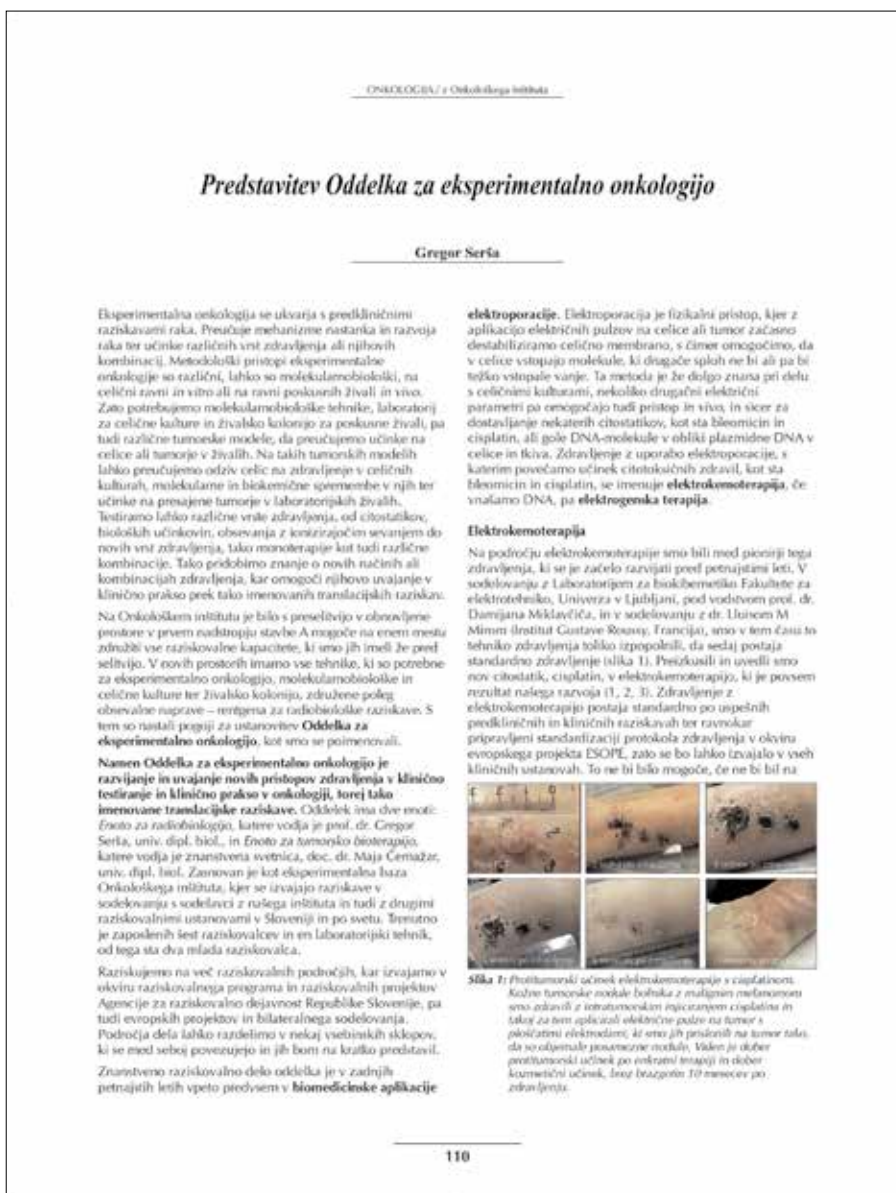 ONKOLOGIJA / z Onkološkega inštituta
Predstavitev Oddelka za eksperimentalno onkologijo
Gregor Serša
Eksperimentalna onkologija se ukvarja s predkliničnimi
raziskavami raka. Preučuje mehanizme nastanka in razvoja
raka ter učinke različnih vrst zdravljenja ali njihovih
kombinacij. Metodološki pristopi eksperimentalne
onkologije so različni, lahko so molekularnobiološki, na
celični ravni in vitro ali na ravni poskusnih živali in vivo.
Zato potrebujemo molekularnobiološke tehnike, laboratorij
za celične kulture in živalsko kolonijo za poskusne živali, pa
tudi različne tumorske modele, da preučujemo učinke na
celice ali tumorje v živalih. Na takih tumorskih modelih
lahko preučujemo odziv celic na zdravljenje v celičnih
kulturah, molekularne in biokemične spremembe v njih ter
učinke na presajene tumorje v laboratorijskih živalih.
Testiramo lahko različne vrste zdravljenja, od citostatikov,
bioloških učinkovin, obsevanja z ionizirajočim sevanjem do
novih vrst zdravljenja, tako monoterapije kot tudi različne
kombinacije. Tako pridobimo znanje o novih načinih ali
kombinacijah zdravljenja, kar omogoči njihovo uvajanje v
klinično prakso prek tako imenovanih translacijskih raziskav.
Na Onkološkem inštitutu je bilo s preselitvijo v obnovljene
prostore v prvem nadstropju stavbe A mogoče na enem mestu
združiti vse raziskovalne kapacitete, ki smo jih imeli že pred
selitvijo. V novih prostorih imamo vse tehnike, ki so potrebne
za eksperimentalno onkologijo, molekularnobiološke in
celične kulture ter živalsko kolonijo, združene poleg
obsevalne naprave – rentgena za radiobiološke raziskave. S
tem so nastali pogoji za ustanovitev Oddelka za
eksperimentalno onkologijo, kot smo se poimenovali.
Namen Oddelka za eksperimentalno onkologijo je
razvijanje in uvajanje novih pristopov zdravljenja v klinično
testiranje in klinično prakso v onkologiji, torej tako
imenovane translacijske raziskave. Oddelek ima dve enoti:
Enoto za radiobiologijo, katere vodja je prof. dr. Gregor
Serša, univ. dipl. biol., in Enoto za tumorsko bioterapijo,
katere vodja je znanstvena svetnica, doc. dr. Maja Čemažar,
univ. dipl. biol. Zasnovan je kot eksperimentalna baza
Onkološkega inštituta, kjer se izvajajo raziskave v
sodelovanju s sodelavci z našega inštituta in tudi z drugimi
raziskovalnimi ustanovami v Sloveniji in po svetu. Trenutno
je zaposlenih šest raziskovalcev in en laboratorijski tehnik,
od tega sta dva mlada raziskovalca.
Raziskujemo na več raziskovalnih področjih, kar izvajamo v
okviru raziskovalnega programa in raziskovalnih projektov
Agencije za raziskovalno dejavnost Republike Slovenije, pa
tudi evropskih projektov in bilateralnega sodelovanja.
Področja dela lahko razdelimo v nekaj vsebinskih sklopov,
ki se med seboj povezujejo in jih bom na kratko predstavil.
Znanstveno raziskovalno delo oddelka je v zadnjih
petnajstih letih vpeto predvsem v biomedicinske aplikacije
elektroporacije. Elektroporacija je fizikalni pristop, kjer z
aplikacijo električnih pulzov na celice ali tumor začasno
destabiliziramo celično membrano, s čimer omogočimo, da
v celice vstopajo molekule, ki drugače sploh ne bi ali pa bi
težko vstopale vanje. Ta metoda je že dolgo znana pri delu
s celičnimi kulturami, nekoliko drugačni električni
parametri pa omogočajo tudi pristop in vivo, in sicer za
dostavljanje nekaterih citostatikov, kot sta bleomicin in
cisplatin, ali gole DNA-molekule v obliki plazmidne DNA v
celice in tkiva. Zdravljenje z uporabo elektroporacije, s
katerim povečamo učinek citotoksičnih zdravil, kot sta
bleomicin in cisplatin, se imenuje elektrokemoterapija, če
vnašamo DNA, pa elektrogenska terapija.
Elektrokemoterapija
Na področju elektrokemoterapije smo bili med pionirji tega
zdravljenja, ki se je začelo razvijati pred petnajstimi leti. V
sodelovanju z Laboratorijem za biokibernetiko Fakultete za
elektrotehniko, Univerza v Ljubljani, pod vodstvom prof. dr.
Damijana Miklavčiča, in v sodelovanju z dr. Lluisom M
Mirom (Institut Gustave Roussy, Francija), smo v tem času to
tehniko zdravljenja toliko izpopolnili, da sedaj postaja
standardno zdravljenje (slika 1). Preizkusili in uvedli smo
nov citostatik, cisplatin, v elektrokemoterapijo, ki je povsem
rezultat našega razvoja (1, 2, 3). Zdravljenje z
elektrokemoterapijo postaja standardno po uspešnih
predkliničnih in kliničnih raziskavah ter ravnokar
pripravljeni standardizaciji protokola zdravljenja v okviru
evropskega projekta ESOPE, zato se bo lahko izvajalo v vseh
kliničnih ustanovah. To ne bi bilo mogoče, če ne bi bil na
Slika 1: Protitumorski učinek elektrokemoterapije s cisplatinom.
Kožne tumorske nodule bolnika z malignim melanomom
smo zdravili z intratumorskim injiciranjem cisplatina in
takoj za tem aplicirali električne pulze na tumor s
ploščatimi elektrodami, ki smo jih prislonili na tumor tako,
da so objemale posamezne nodule. Viden je dober
protitumorski učinek po enkratni terapiji in dober
kozmetični učinek, brez brazgotin 10 mesecev po
zdravljenju.
110